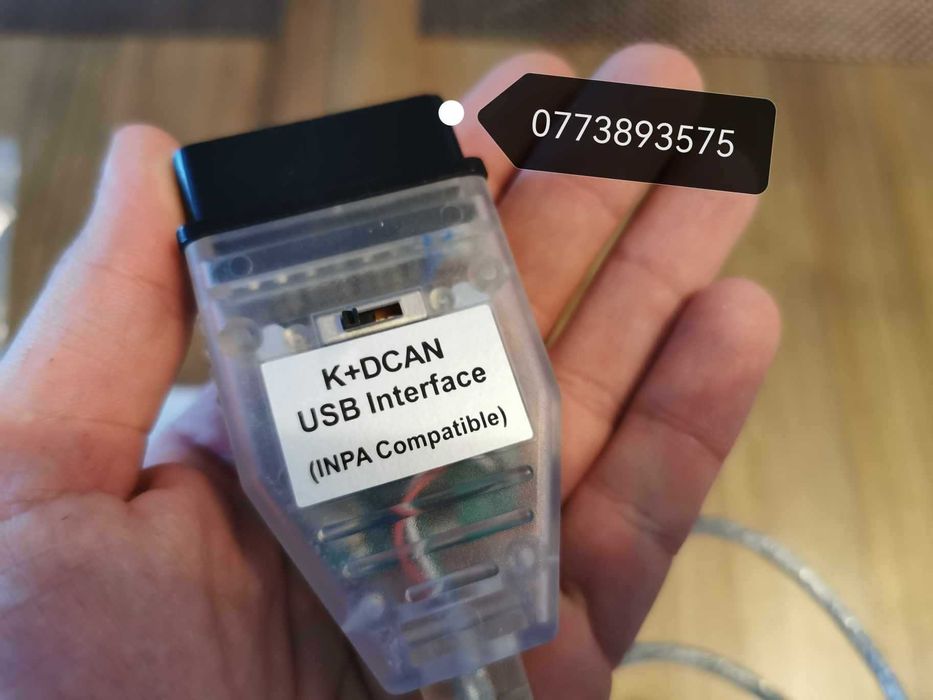 0773893575
K+DCAN
USB Interface
(INPA Compatible)